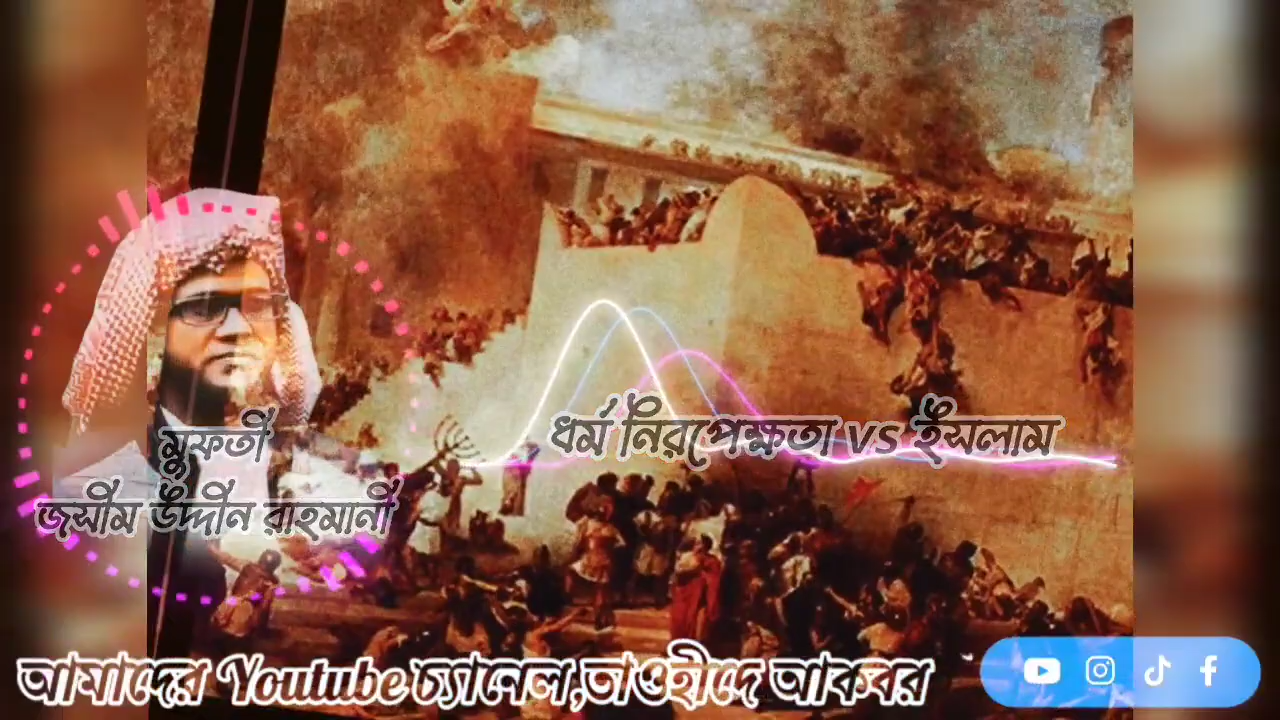 ধর্ম নিরপেক্ষতা vs ইসলাম
মুফতী
জসীম উদ্দীন রাহমানী
আমাদের Youtube চ্যানেল,তাওহীদে আকবর